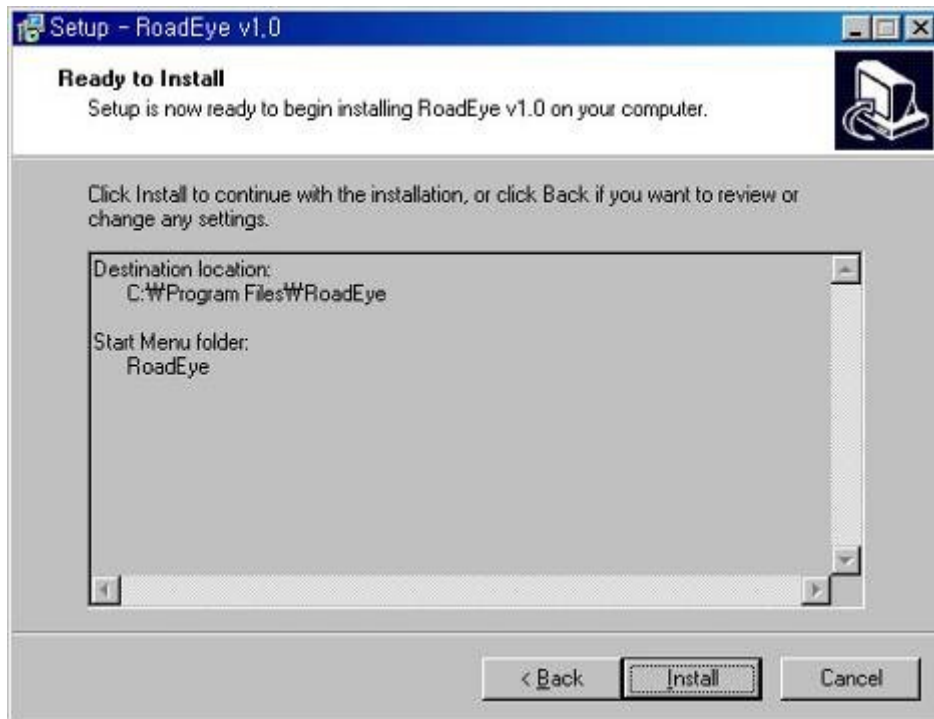 Setup - RoadEye v1.0
Ready to Install
Setup is now ready to begin installing RoadEye v1.0 on your computer.
Click Install to continue with the installation, or click Back if you want to review or
change any settings.
Destination location:
C:₩Program Files₩RoadEye
Start Menu folder:
RoadEye
< Back Install Cancel